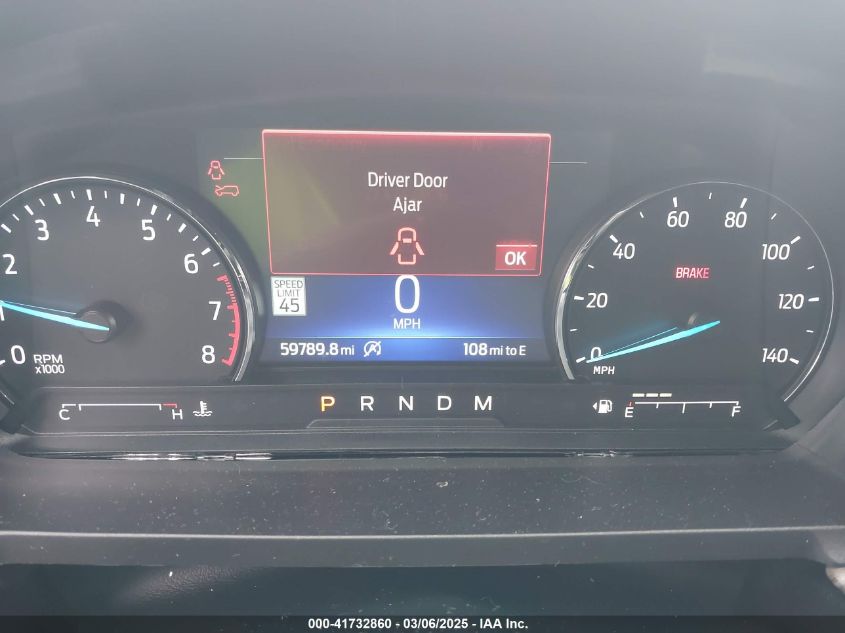 Driver Door
Ajar
OK
SPEED
LIMIT
45
0
MPH
59789.8 mi
108 mi to E
0
1
2
3
4
5
6
7
8
RPM
x1000
0
20
40
60
80
100
120
140
MPH
BRAKE
C H
P R N D M
E F
000-41732860 - 03/06/2025 - IAA Inc.